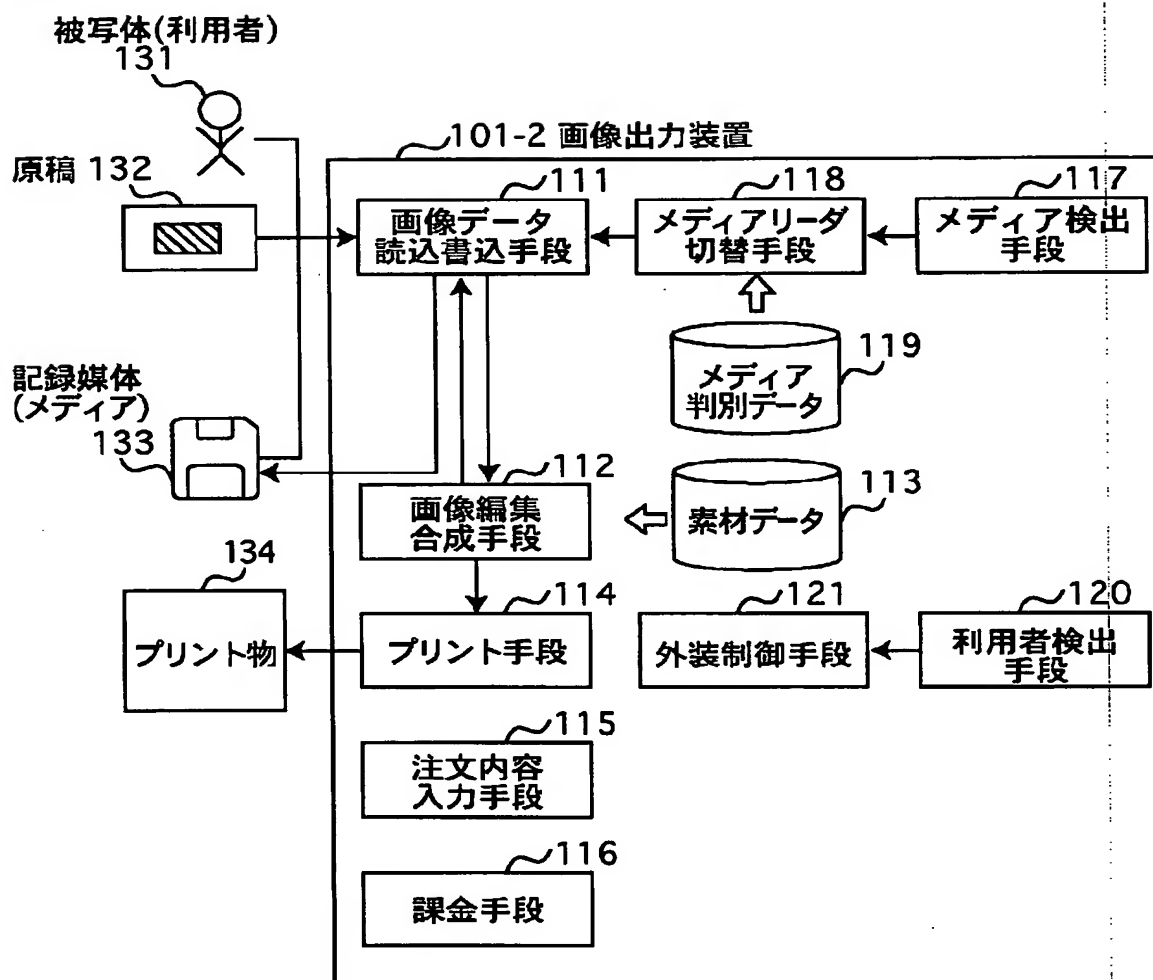 被写体(利用者)
131
101-2 画像出力装置
原稿 132
111
118
117
画像データ
読込書込手段
メディアリーダ
切替手段
メディア検出
手段
119
メディア
判別データ
記録媒体
(メディア)
133
112
画像編集
合成手段
113
素材データ
134
プリント物
114
プリント手段
121
外装制御手段
120
利用者検出
手段
115
注文内容
入力手段
116
課金手段